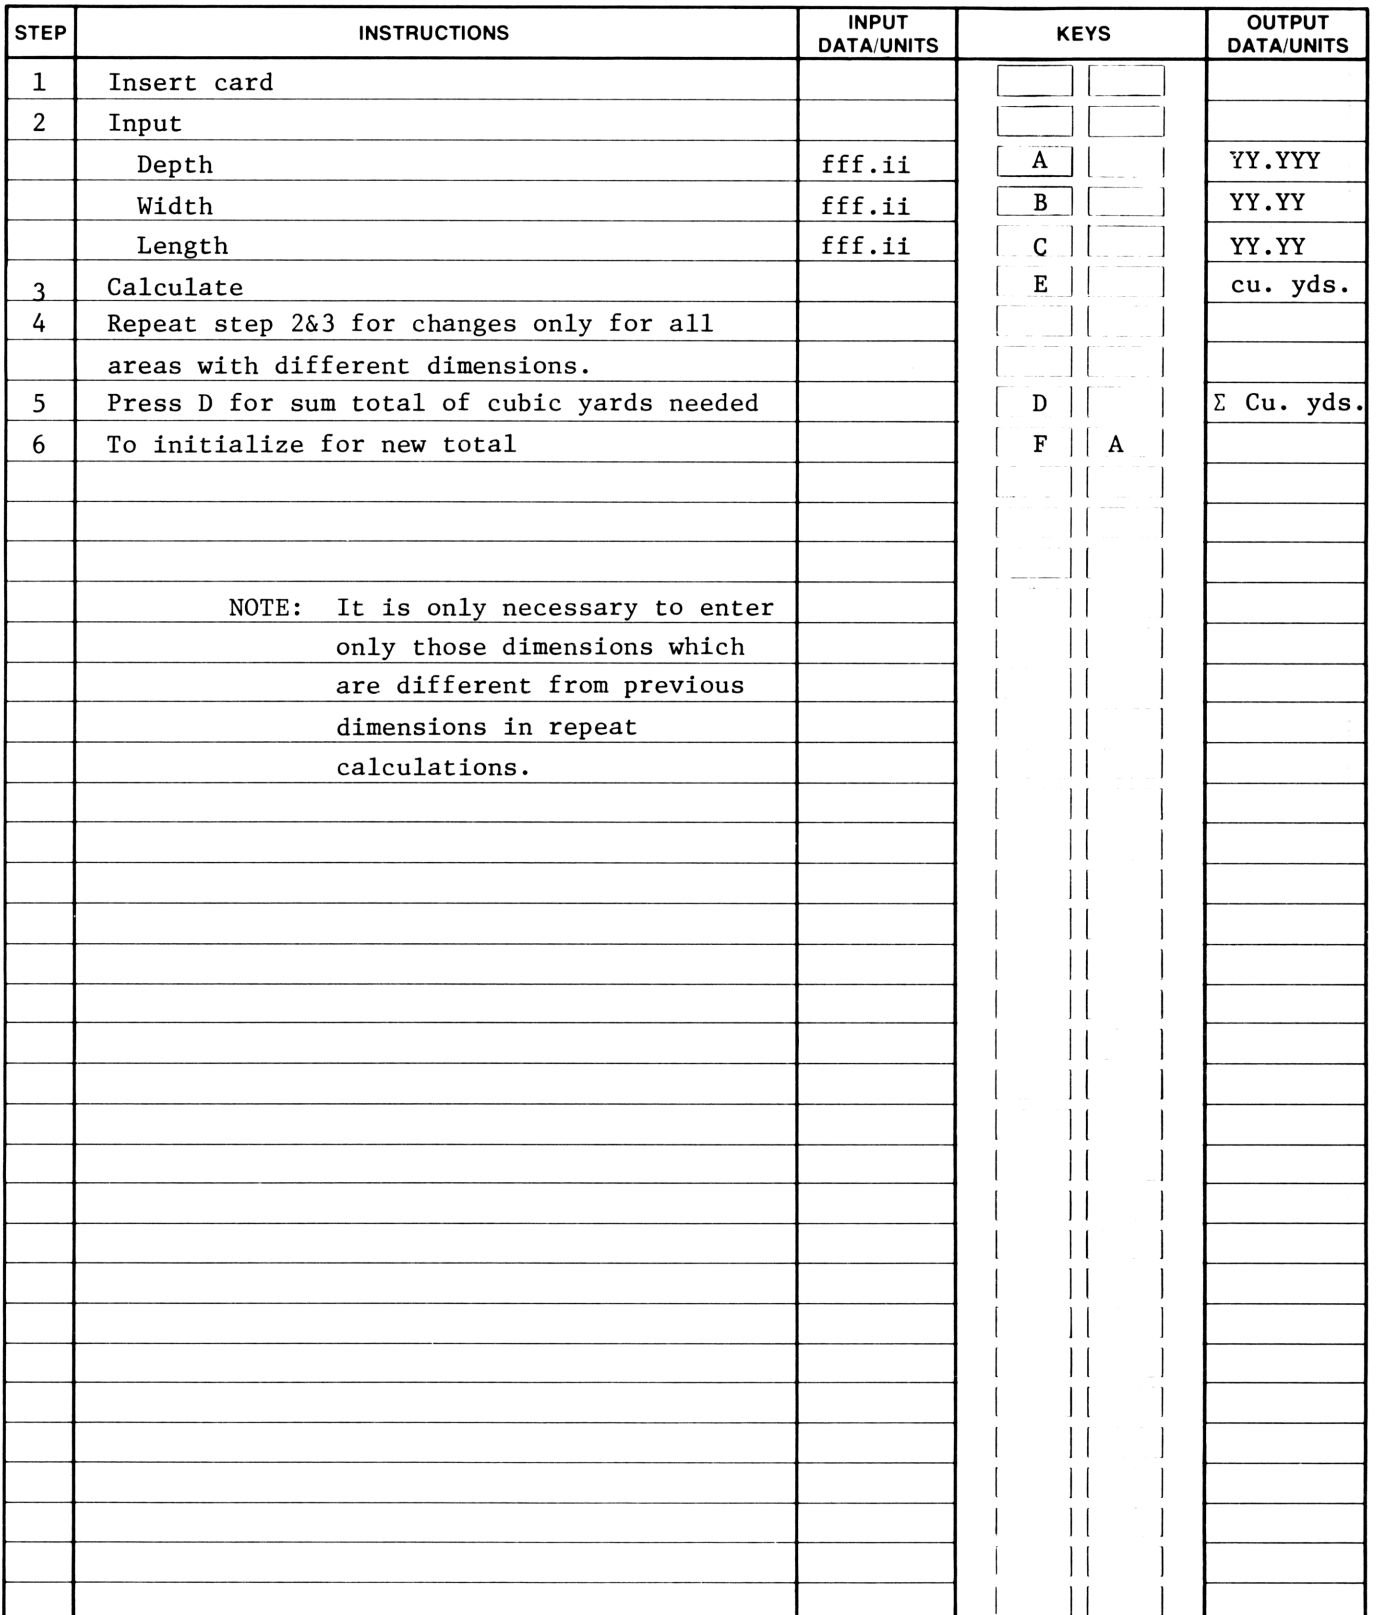 STEP INSTRUCTIONS INPUT DATA/UNITS KEYS OUTPUT DATA/UNITS
1 Insert card
2 Input
Depth fff.ii A YY.YYY
Width fff.ii B YY.YY
Length fff.ii C YY.YY
3 Calculate E cu. yds.
4 Repeat step 2&3 for changes only for all
areas with different dimensions.
5 Press D for sum total of cubic yards needed D Σ Cu. yds.
6 To initialize for new total F A
NOTE: It is only necessary to enter
only those dimensions which
are different from previous
dimensions in repeat
calculations.